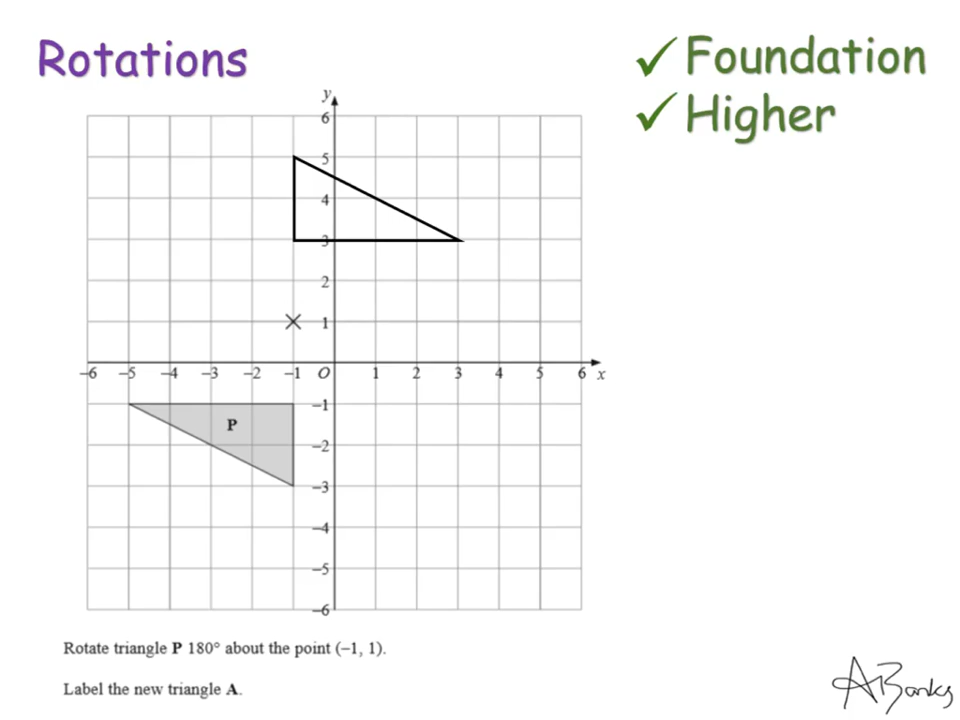 Rotations
✓ Foundation
✓ Higher
y
6
5
4
3
2
1
−6 −5 −4 −3 −2 −1 O 1 2 3 4 5 6 x
−1
P
−2
−3
−4
−5
−6
Rotate triangle P 180° about the point (−1, 1).
Label the new triangle A.
A Banks